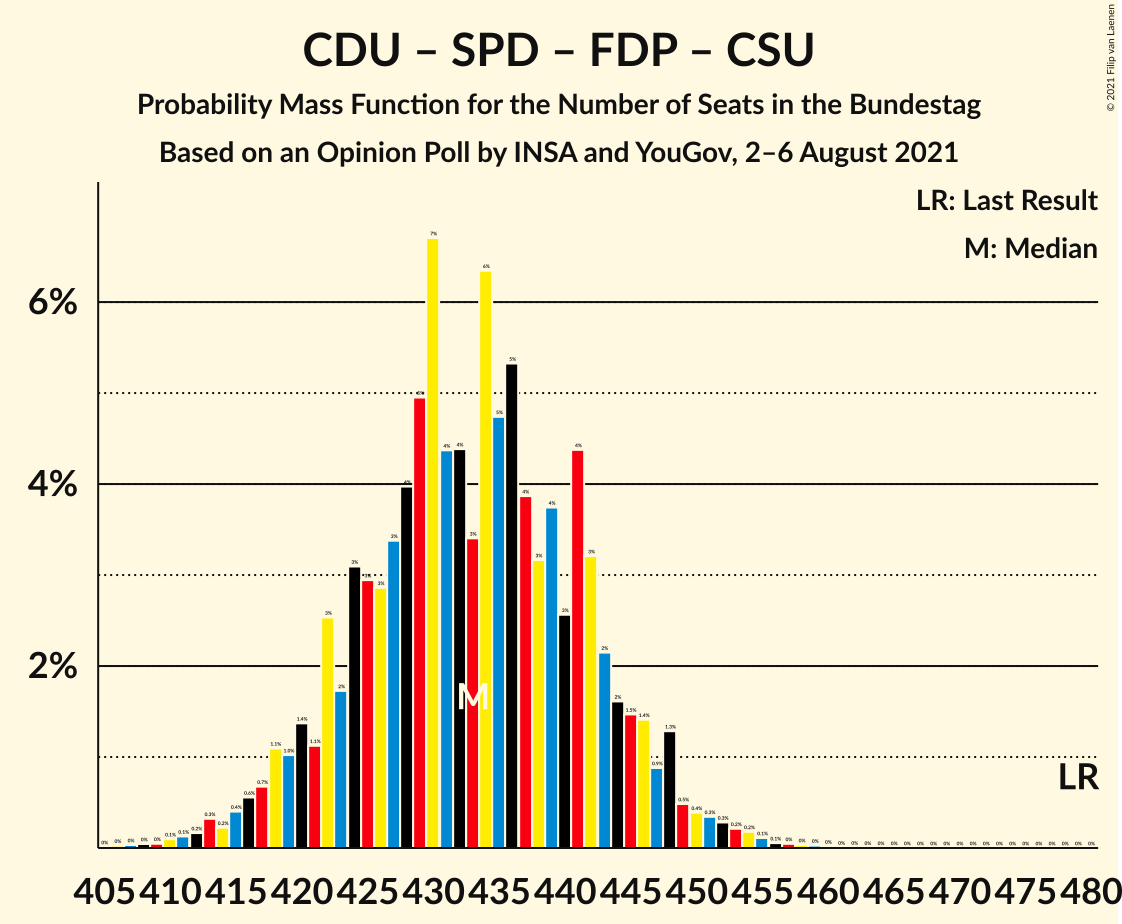 CDU – SPD – FDP – CSU
Probability Mass Function for the Number of Seats in the Bundestag
Based on an Opinion Poll by INSA and YouGov, 2–6 August 2021
© 2021 Filip van Laenen
LR: Last Result
M: Median
6%
4%
2%
M
LR
405 410 415 420 425 430 435 440 445 450 455 460 465 470 475 480